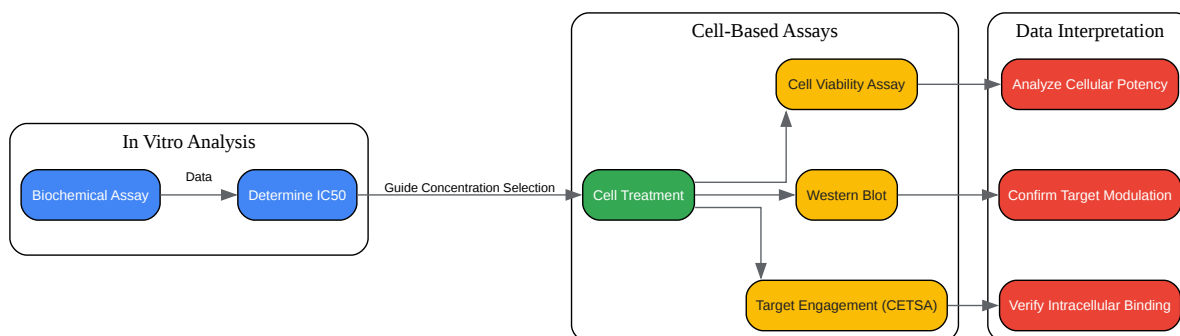 In Vitro Analysis
Biochemical Assay
Data
Determine IC50
Guide Concentration Selection
Cell-Based Assays
Cell Treatment
Cell Viability Assay
Western Blot
Target Engagement (CETSA)
Data Interpretation
Analyze Cellular Potency
Confirm Target Modulation
Verify Intracellular Binding